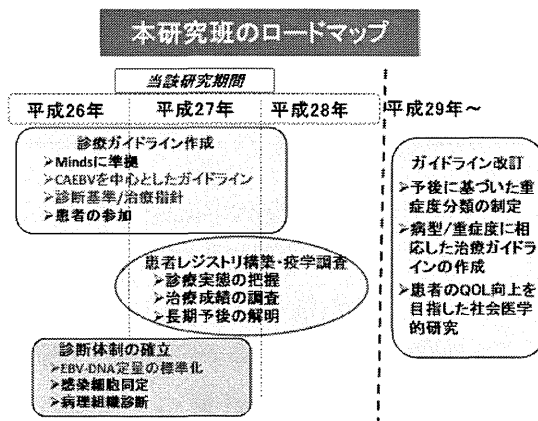 本研究班のロードマップ
当該研究期間
平成26年 平成27年 平成28年 平成29年～
診療ガイドライン作成
➢Mindsに準拠
➢CAEBVを中心としたガイドライン
➢診断基準/治療指針
➢患者の参加
患者レジストリ構築・疫学調査
➢診療実態の把握
➢治療成績の調査
➢長期予後の解明
診断体制の確立
➢EBV-DNA定量の標準化
➢感染細胞同定
➢病理組織診断
ガイドライン改訂
➢予後に基づいた重
症度分類の制定
➢病型/重症度に相
応した治療ガイドラ
インの作成
➢患者のQOL向上を
目指した社会医学
的研究